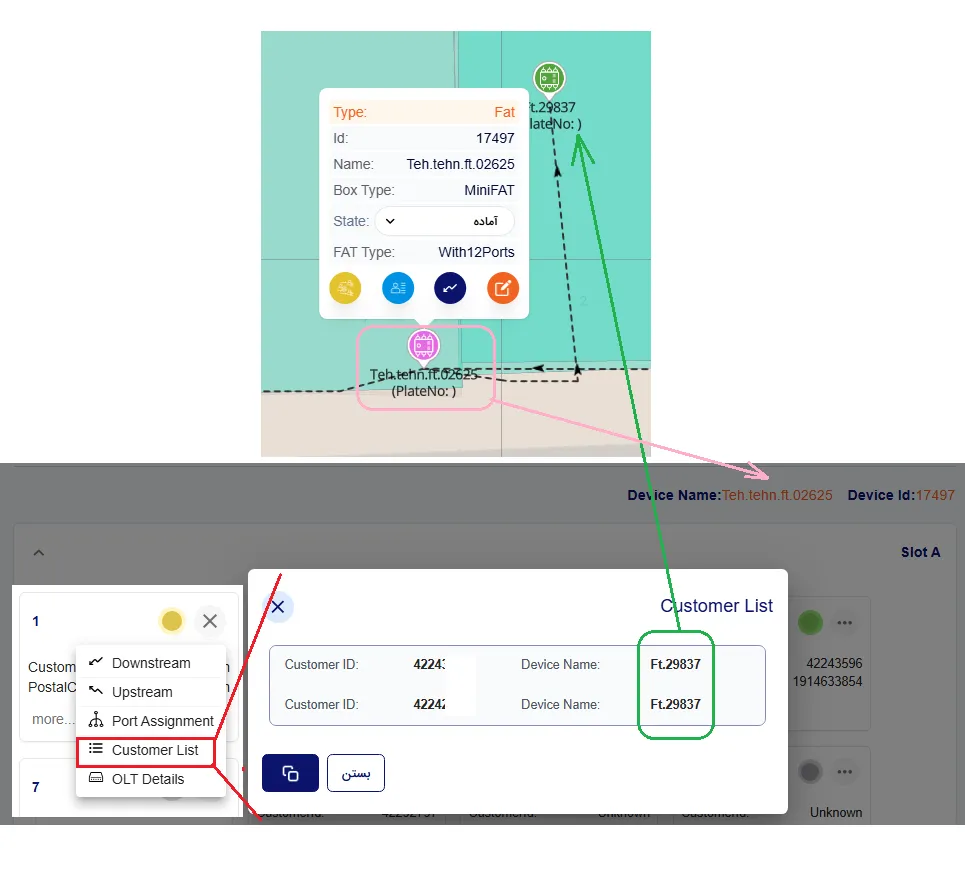 Ft.29837
(PlateNo: )
Type: Fat
Id: 17497
Name: Teh.tehn.ft.02625
Box Type: MiniFAT
State: آماده
FAT Type: With12Ports
2
Teh.tehn.ft.02625
(PlateNo: )
Device Name:Teh.tehn.ft.02625 Device Id:17497
Slot A
1
Downstream
Upstream
more...
Port Assignment
Customer List
OLT Details
7
Customer List
Customer ID: 42243 Device Name: Ft.29837
Customer ID: 42242 Device Name: Ft.29837
بستن
42243596
1914633854
Unknown